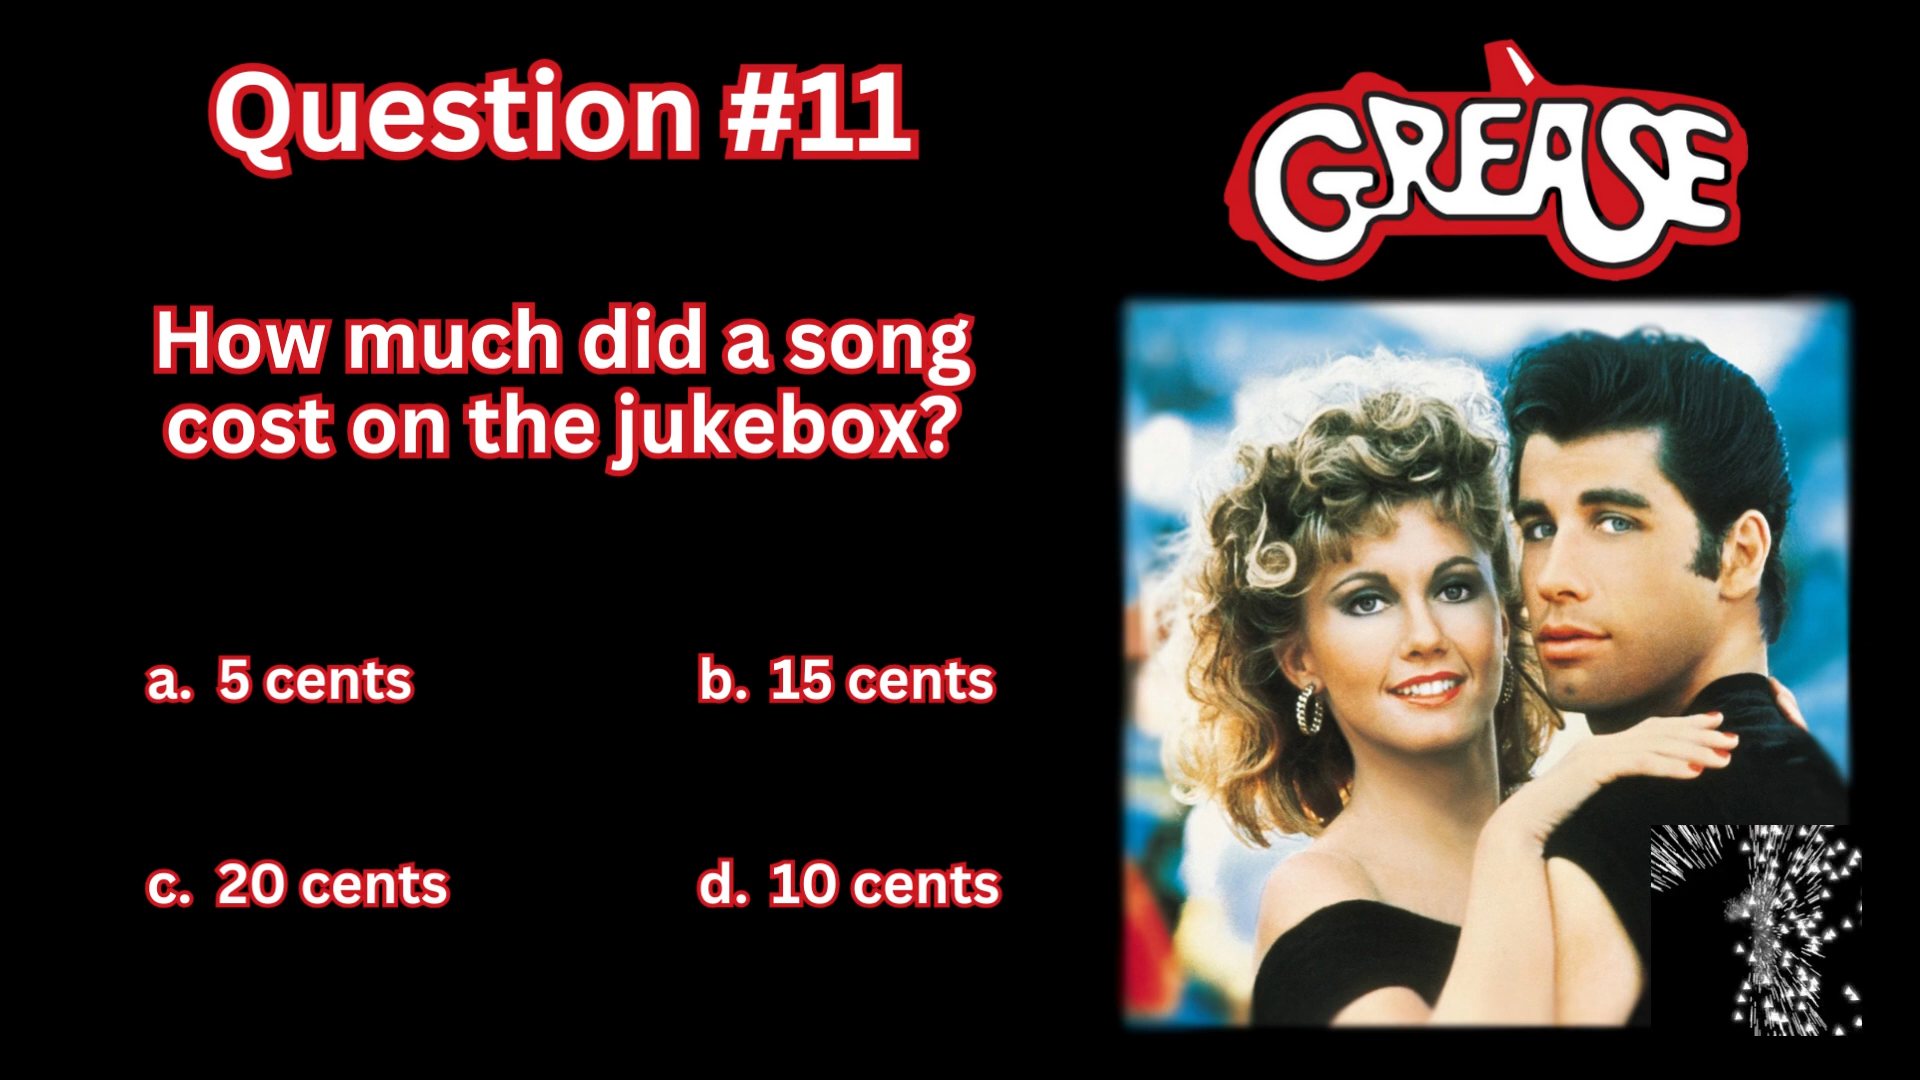 Question #11
GREASE
How much did a song
cost on the jukebox?
a. 5 cents
b. 15 cents
c. 20 cents
d. 10 cents